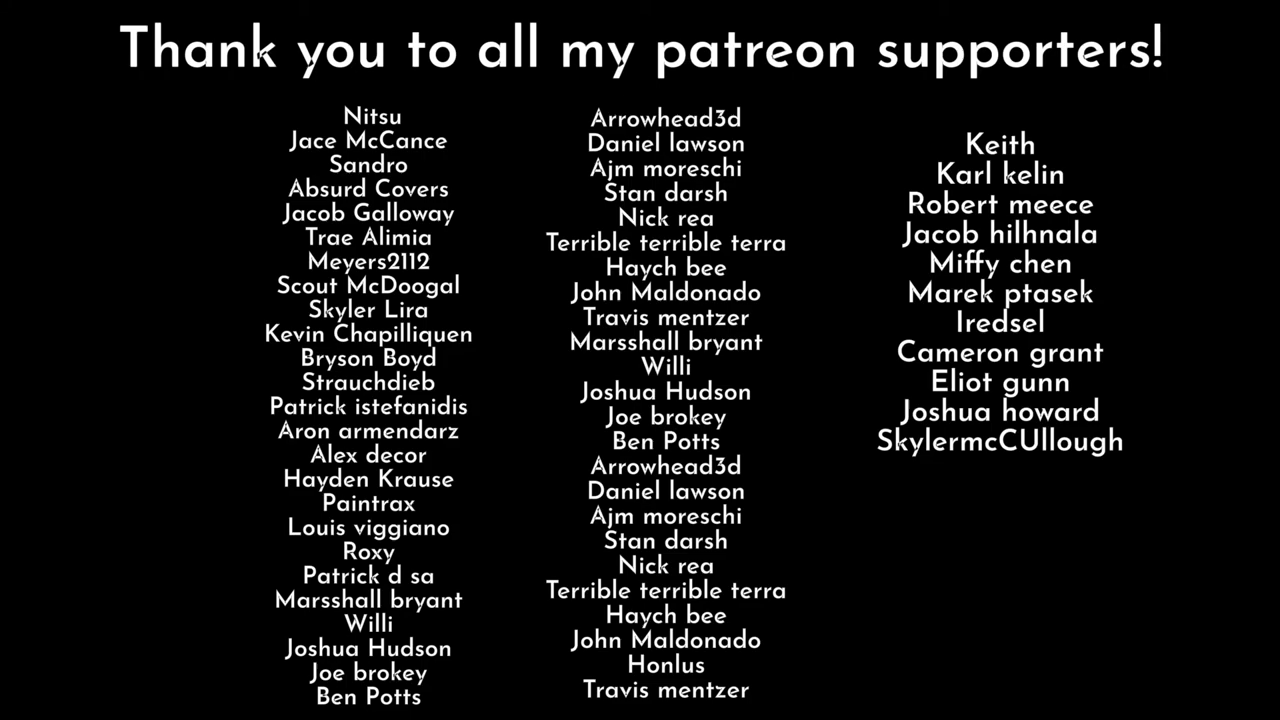 Thank you to all my patreon supporters!
Nitsu
Jace McCance
Sandro
Absurd Covers
Jacob Galloway
Trae Alimia
Meyers2112
Scout McDoogal
Skyler Lira
Kevin Chapilliquen
Bryson Boyd
Strauchdieb
Patrick istefanidis
Aron armendarz
Alex decor
Hayden Krause
Paintrax
Louis viggiano
Roxy
Patrick d sa
Marsshall bryant
Willi
Joshua Hudson
Joe brokey
Ben Potts
Arrowhead3d
Daniel lawson
Ajm moreschi
Stan darsh
Nick rea
Terrible terrible terra
Haych bee
John Maldonado
Travis mentzer
Marsshall bryant
Willi
Joshua Hudson
Joe brokey
Ben Potts
Arrowhead3d
Daniel lawson
Ajm moreschi
Stan darsh
Nick rea
Terrible terrible terra
Haych bee
John Maldonado
Honlus
Travis mentzer
Keith
Karl kelin
Robert meece
Jacob hilhnala
Miffy chen
Marek ptasek
Iredsel
Cameron grant
Eliot gunn
Joshua howard
SkylermcCUllough